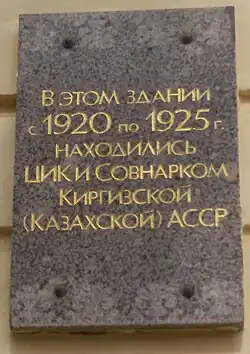 В ЭТОМ ЗДАНИИ
с 1920 по 1925 г.
НАХОДИЛИСЬ
ЦИК И СОВНАРКОМ
КИРГИЗСКОЙ
(КАЗАХСКОЙ) АССР